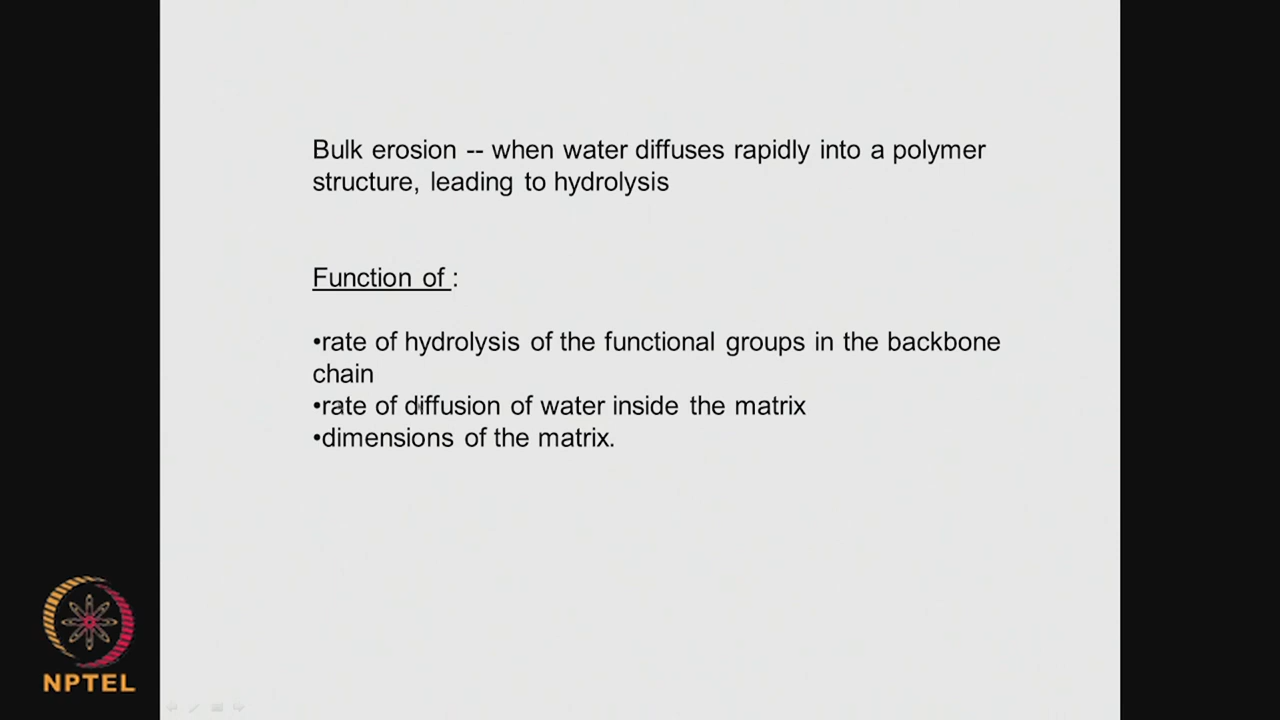 Bulk erosion -- when water diffuses rapidly into a polymer
structure, leading to hydrolysis
Function of :
•rate of hydrolysis of the functional groups in the backbone
chain
•rate of diffusion of water inside the matrix
•dimensions of the matrix.
NPTEL